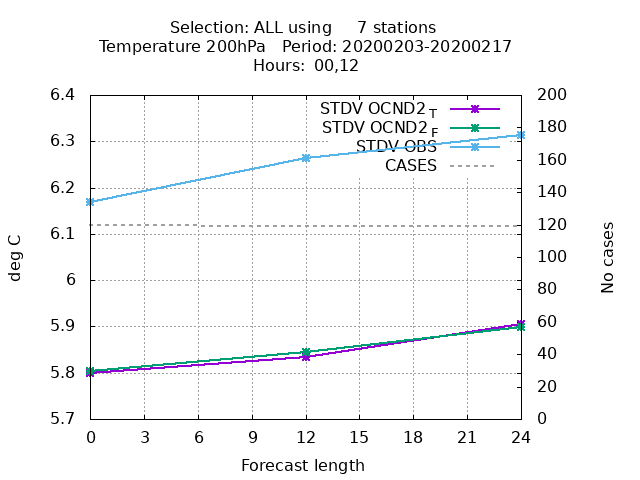 Selection: ALL using     7 stations
Temperature 200hPa   Period: 20200203-20200217
Hours:  00,12
STDV OCND2 T
STDV OCND2 F
STDV OBS
CASES
6.4
6.3
6.2
6.1
6
5.9
5.8
5.7
deg C
200
180
160
140
120
100
80
60
40
20
0
No cases
0 3 6 9 12 15 18 21 24
Forecast length